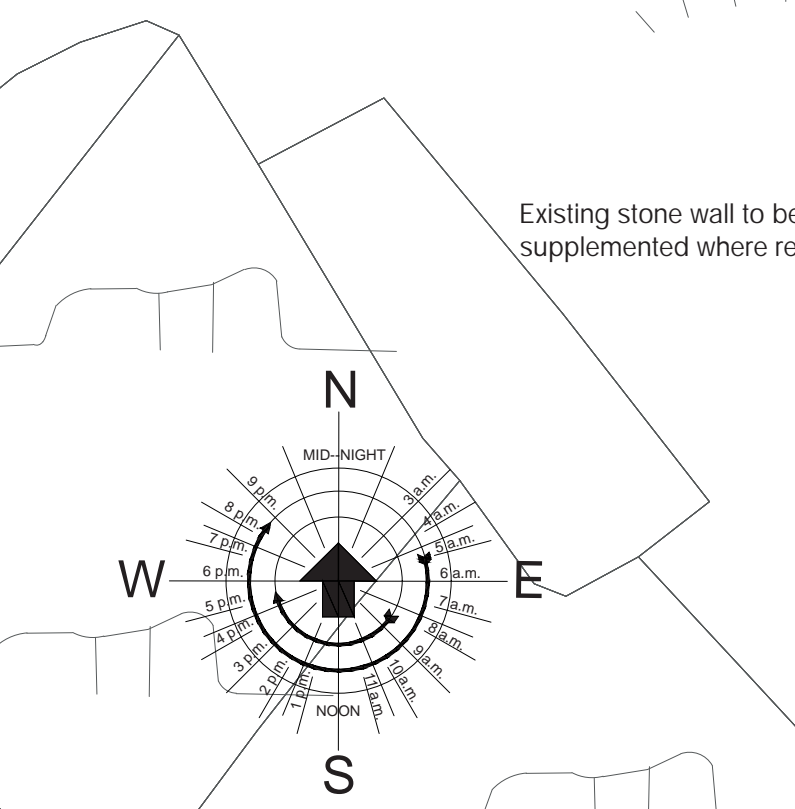 Existing stone wall to be
supplemented where re
N
MID--NIGHT
9 p.m.
3 a.m.
8 p.m.
4 a.m.
7 p.m.
5 a.m.
W
6 p.m.
6 a.m.
E
5 p.m.
7 a.m.
4 p.m.
8 a.m.
3 p.m.
9 a.m.
2 p.m.
10 a.m.
1 p.m.
11 a.m.
NOON
S